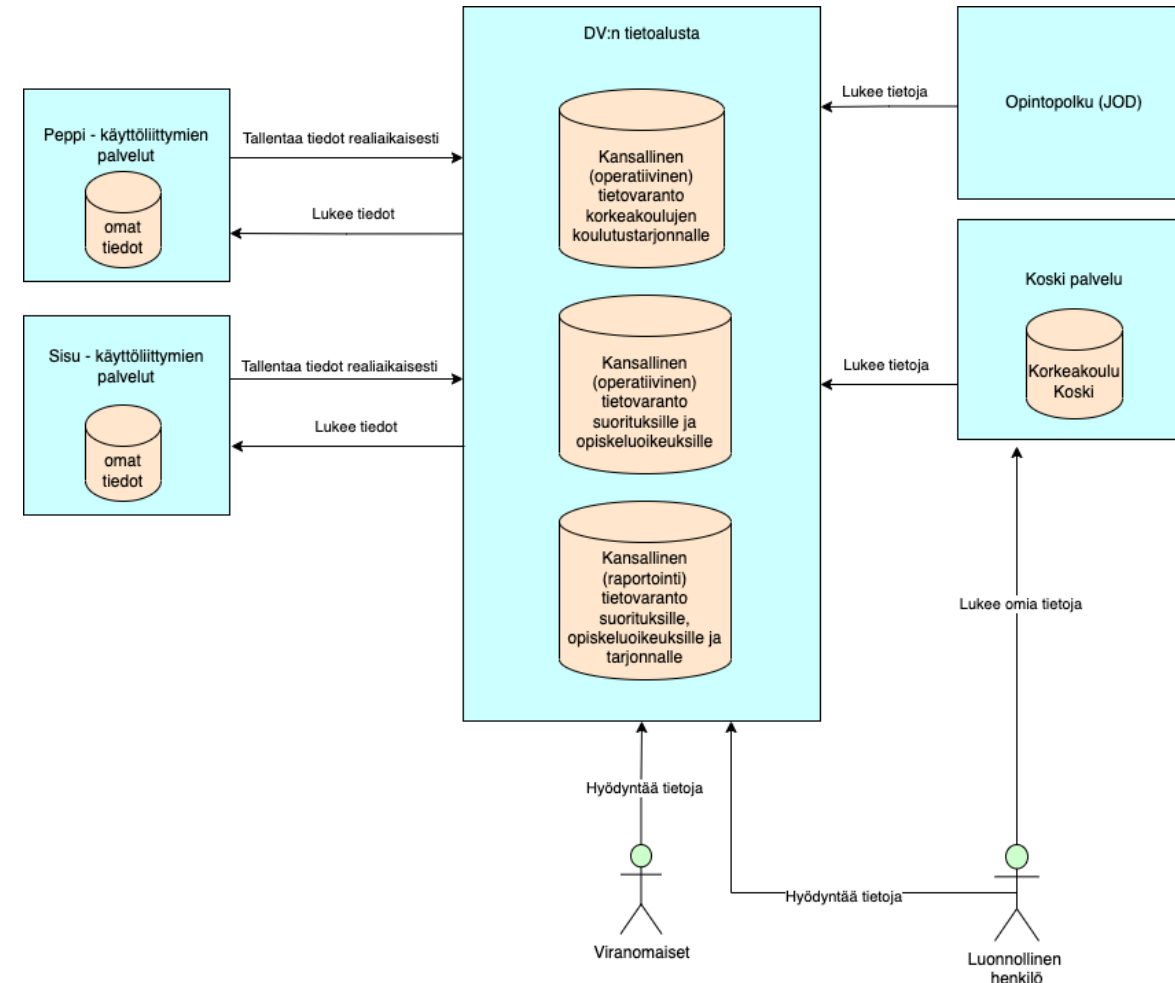 DV:n tietoalusta
Kansallinen
(operatiivinen)
tietovaranto
korkeakoulujen
koulutustarjonnalle
Kansallinen
(operatiivinen)
tietovaranto
suorituksille ja
opiskeluoikeuksille
Kansallinen
(raportointi)
tietovaranto
suorituksille,
opiskeluoikeuksille ja
tarjonnalle
Peppi - käyttöliittymien
palvelut
omat
tiedot
Tallentaa tiedot realiaikaisesti
Lukee tiedot
Sisu - käyttöliittymien
palvelut
omat
tiedot
Tallentaa tiedot realiaikaisesti
Lukee tiedot
Lukee tietoja
Opintopolku (JOD)
Lukee tietoja
Koski palvelu
Korkeakoulu
Koski
Lukee omia tietoja
Hyödyntää tietoja
Hyödyntää tietoja
Viranomaiset
Luonnollinen
henkilö